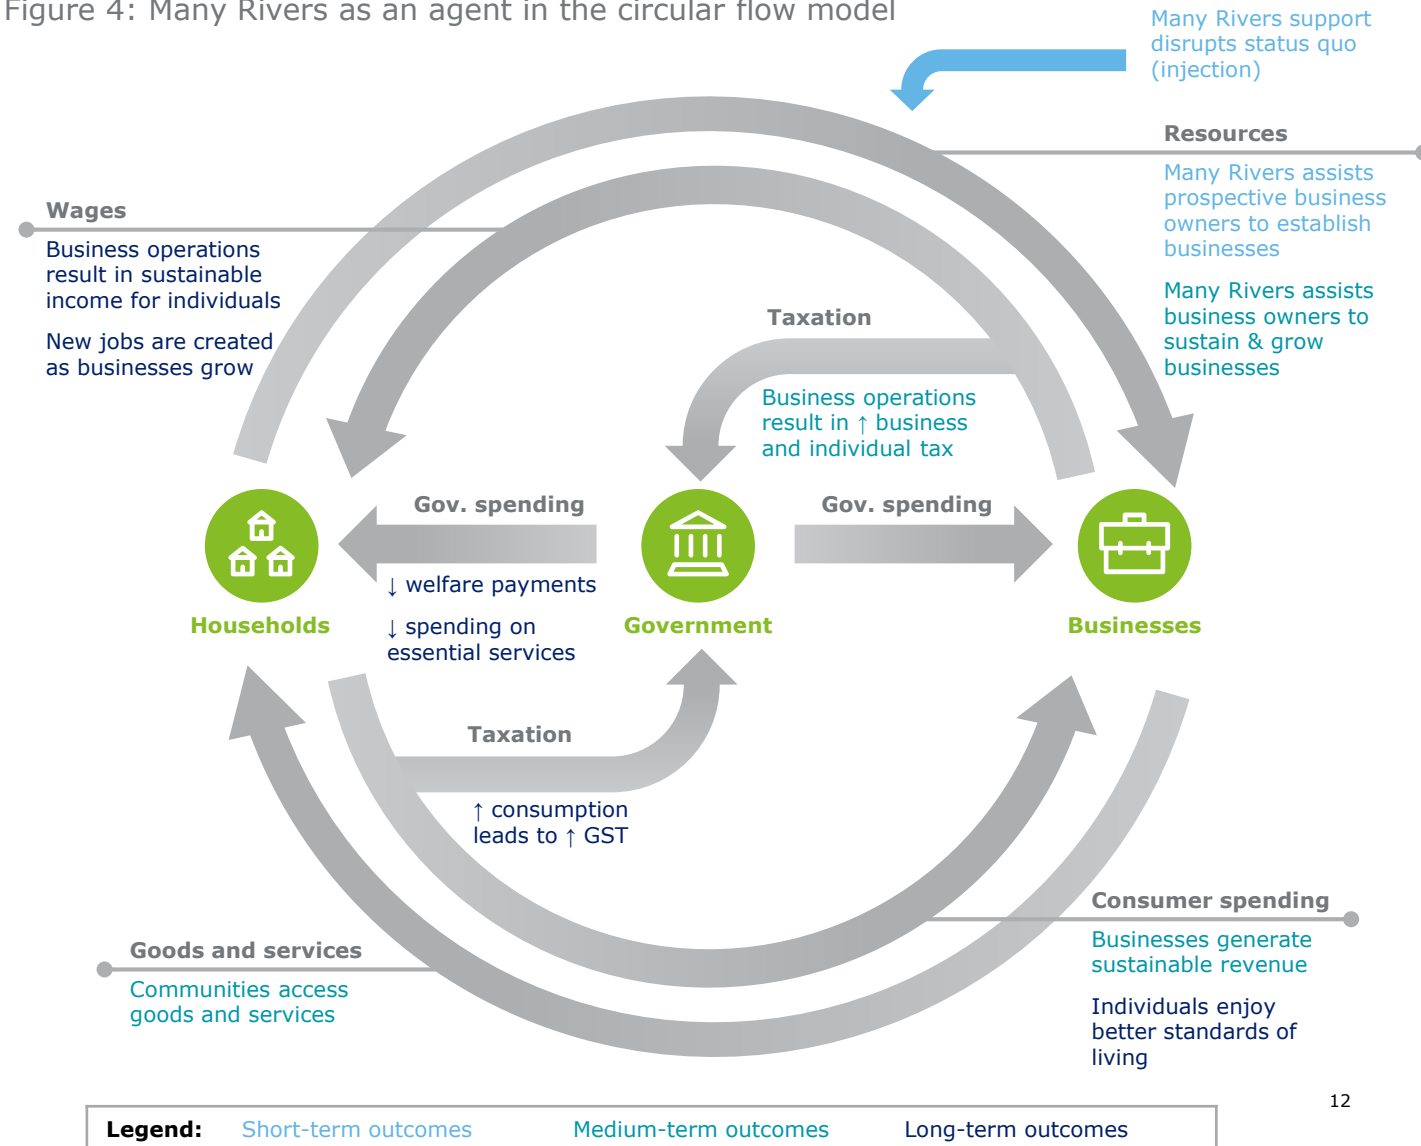 Figure 4: Many Rivers as an agent in the circular flow model
Many Rivers support
disrupts status quo
(injection)
Resources
Many Rivers assists
prospective business
owners to establish
businesses
Many Rivers assists
business owners to
sustain & grow
businesses
Wages
Business operations
result in sustainable
income for individuals
New jobs are created
as businesses grow
Taxation
Business operations
result in ↑ business
and individual tax
Gov. spending
Gov. spending
↓ welfare payments
↓ spending on
essential services
Households
Government
Businesses
Taxation
↑ consumption
leads to ↑ GST
Goods and services
Communities access
goods and services
Consumer spending
Businesses generate
sustainable revenue
Individuals enjoy
better standards of
living
12
Legend: Short-term outcomes Medium-term outcomes Long-term outcomes